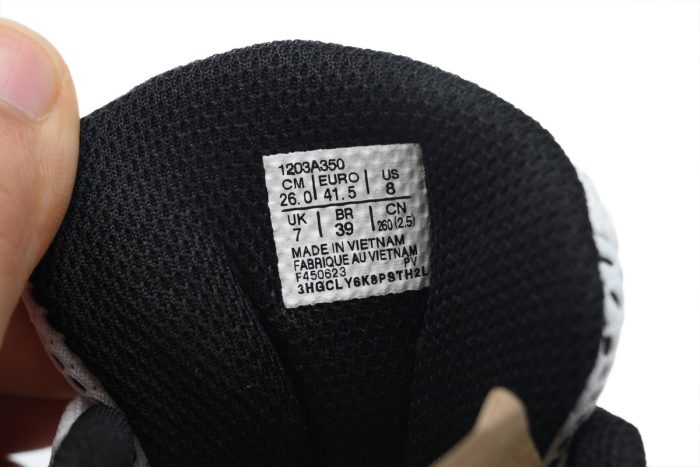 1203A350
CM EURO US
26.0 41.5 8
UK BR CN
7 39 260(2.5)
MADE IN VIETNAM
FABRIQUE AU VIETNAM
F450623 PV
3HGCLY6K8PSTH2L